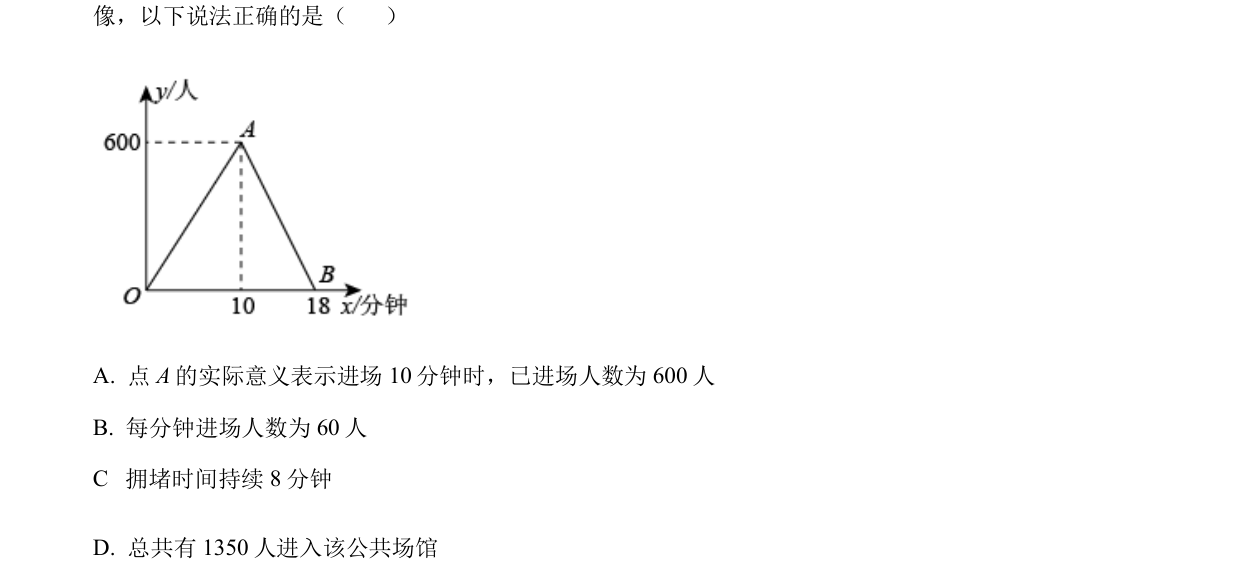 像，以下说法正确的是（　　）
y/人
600
A
B
O
10
18
x/分钟
A. 点 A 的实际意义表示进场 10 分钟时，已进场人数为 600 人
B. 每分钟进场人数为 60 人
C 拥堵时间持续 8 分钟
D. 总共有 1350 人进入该公共场馆